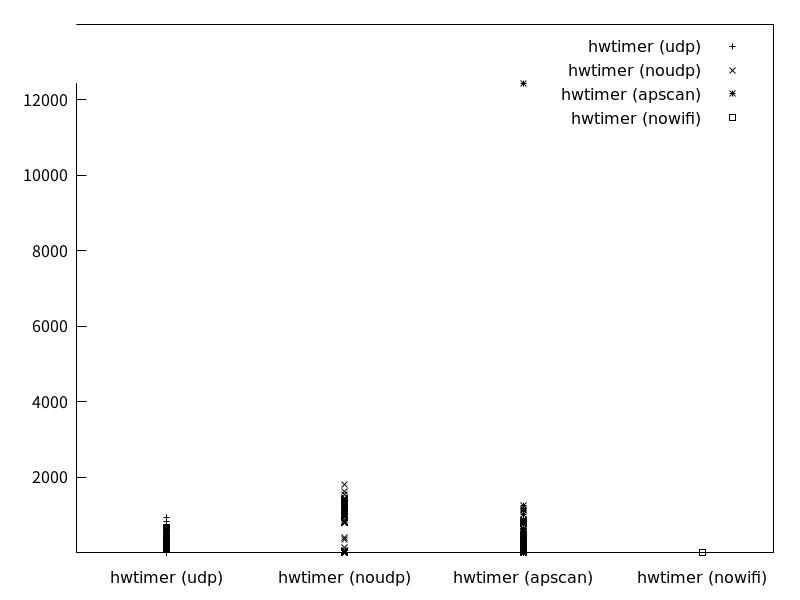 hwtimer (udp)
hwtimer (noudp)
hwtimer (apscan)
hwtimer (nowifi)
12000
10000
8000
6000
4000
2000
hwtimer (udp) hwtimer (noudp) hwtimer (apscan) hwtimer (nowifi)